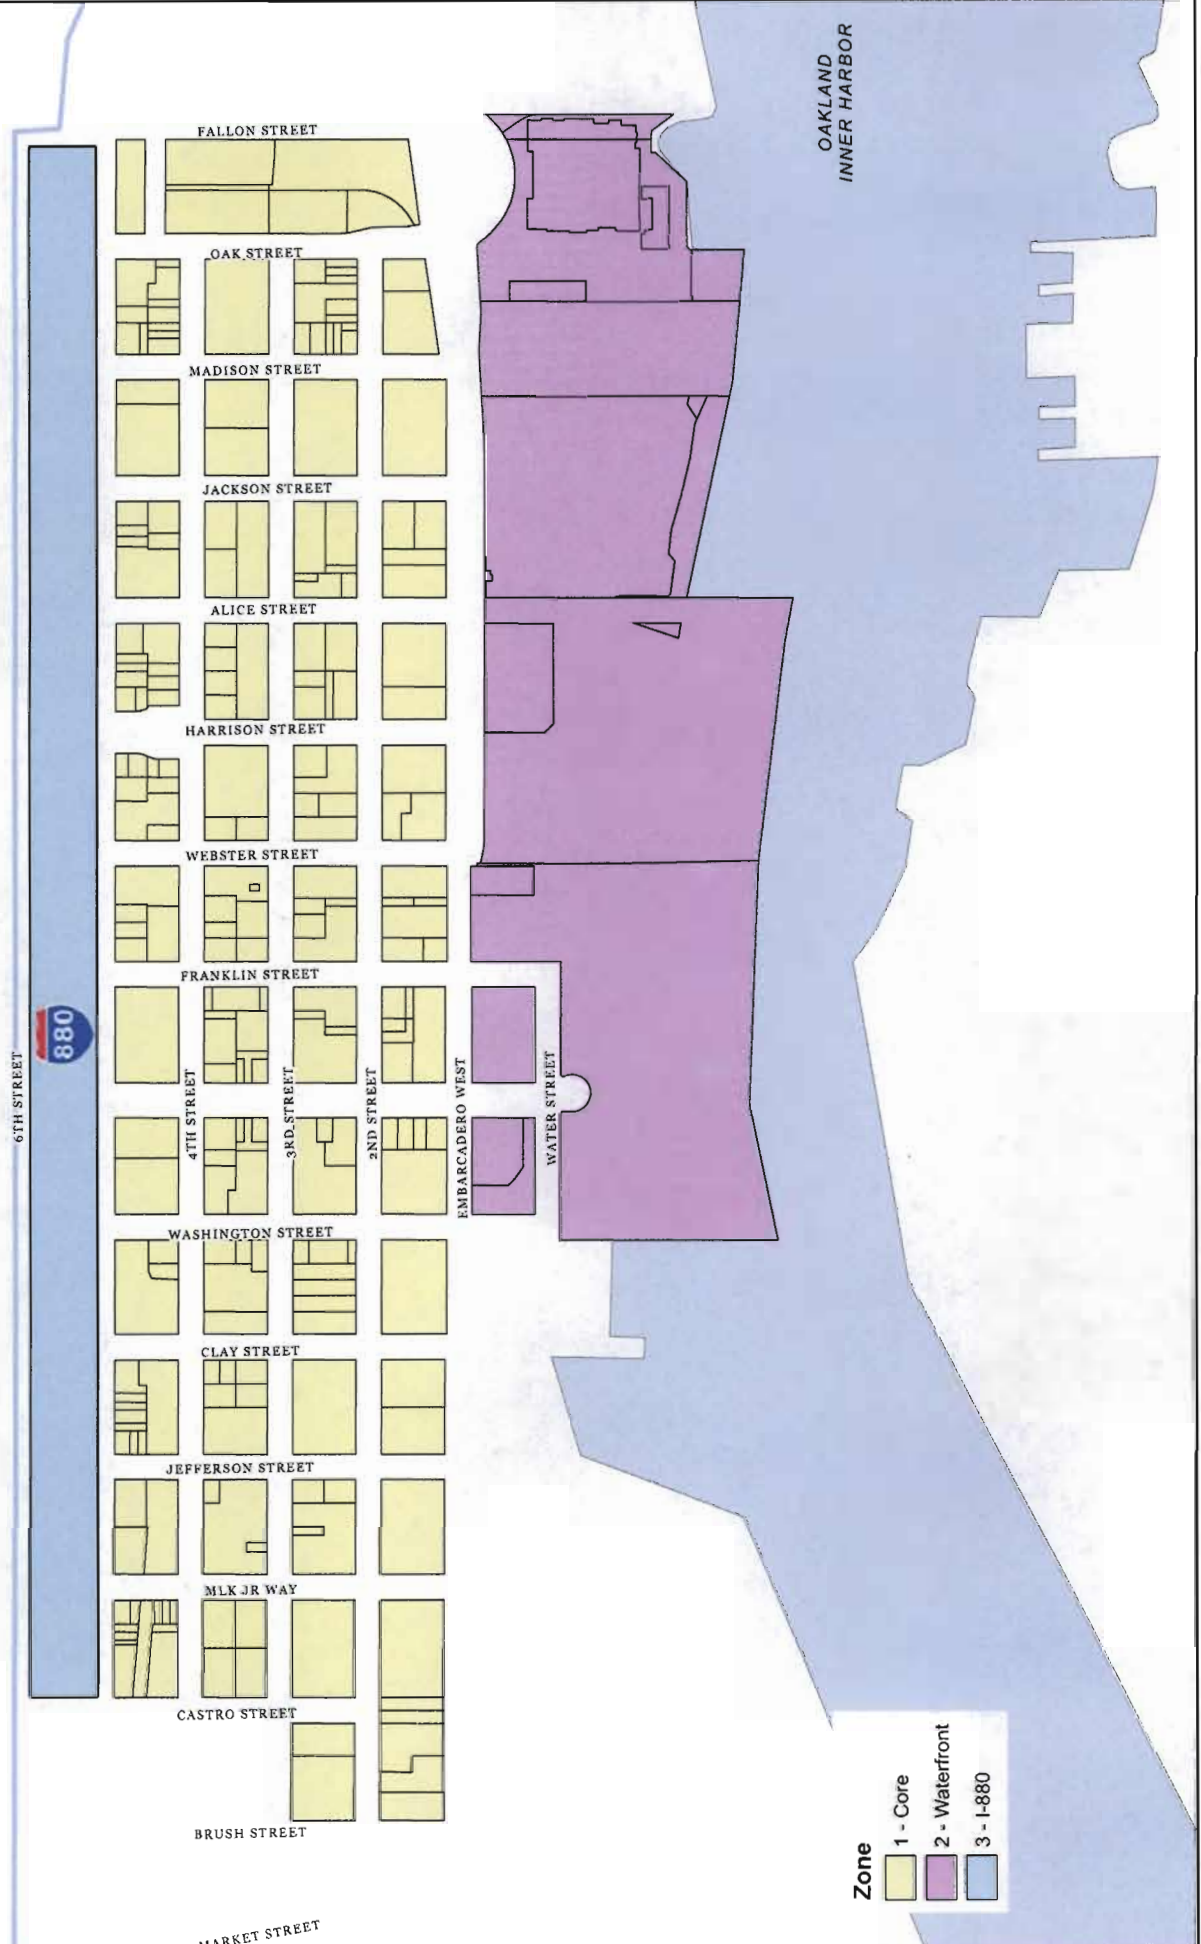 OAKLAND
INNER HARBOR
FALLON STREET
OAK STREET
MADISON STREET
JACKSON STREET
ALICE STREET
HARRISON STREET
WEBSTER STREET
FRANKLIN STREET
6TH STREET
880
4TH STREET
3RD STREET
2ND STREET
EMBARCADERO WEST
WATER STREET
WASHINGTON STREET
CLAY STREET
JEFFERSON STREET
MLK JR WAY
CASTRO STREET
BRUSH STREET
MARKET STREET
Zone
1 - Core
2 - Waterfront
3 - I-880